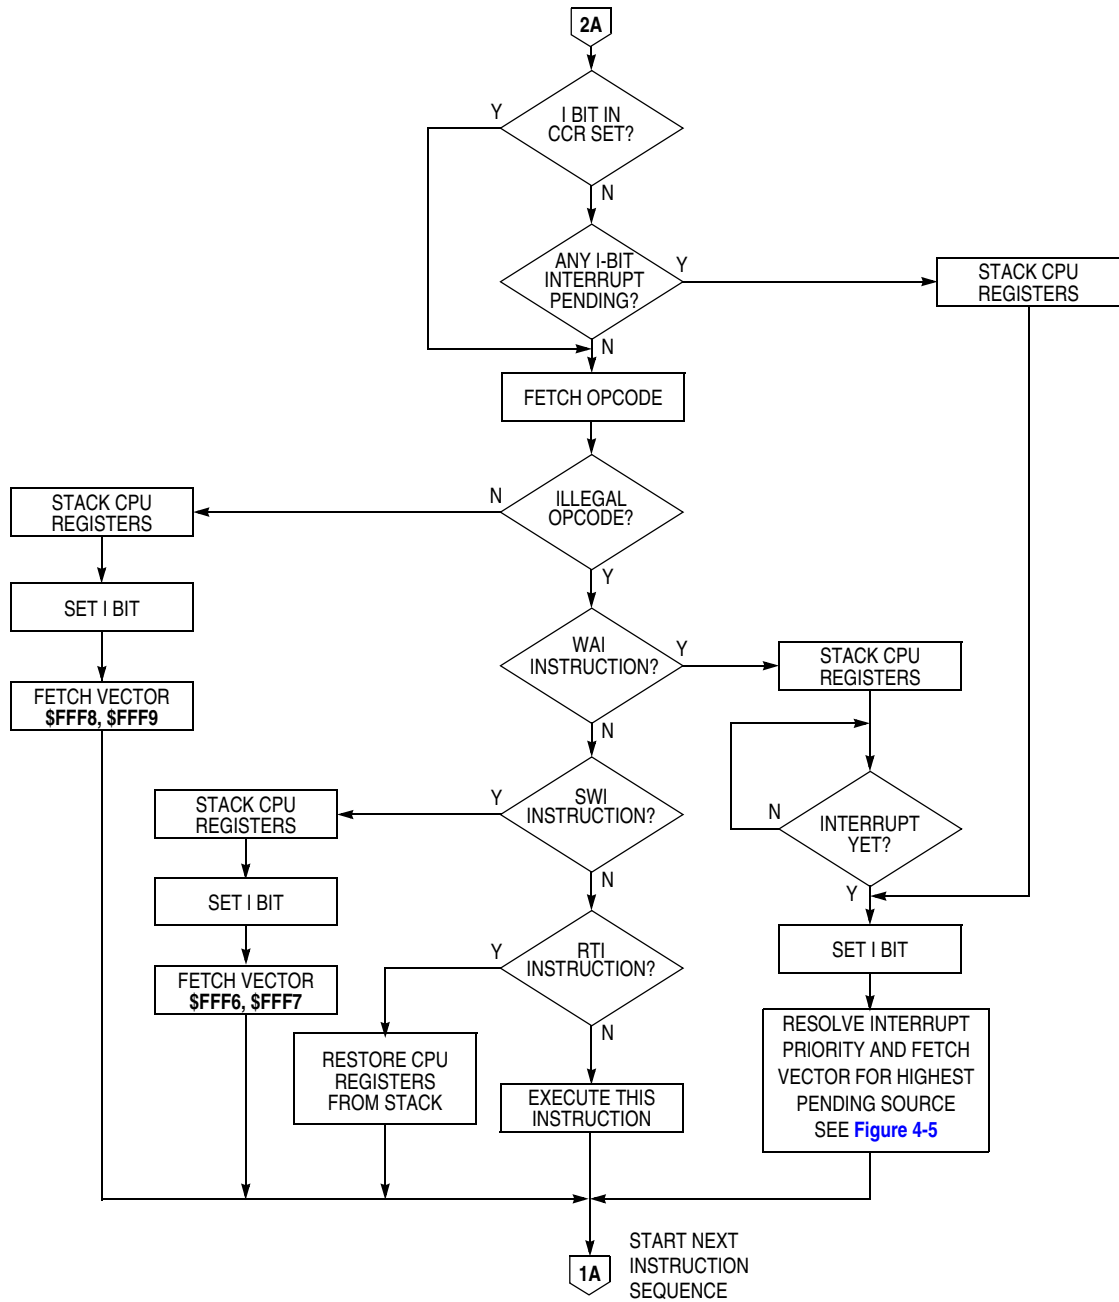 2A
I BIT IN
CCR SET?
Y
N
ANY I-BIT
INTERRUPT
PENDING?
Y
N
STACK CPU
REGISTERS
FETCH OPCODE
ILLEGAL
OPCODE?
N
Y
STACK CPU
REGISTERS
SET I BIT
FETCH VECTOR
$FFF8, $FFF9
WAI
INSTRUCTION?
Y
N
STACK CPU
REGISTERS
INTERRUPT
YET?
N
Y
SWI
INSTRUCTION?
Y
N
STACK CPU
REGISTERS
SET I BIT
FETCH VECTOR
$FFF6, $FFF7
RTI
INSTRUCTION?
Y
N
RESTORE CPU
REGISTERS
FROM STACK
EXECUTE THIS
INSTRUCTION
SET I BIT
RESOLVE INTERRUPT
PRIORITY AND FETCH
VECTOR FOR HIGHEST
PENDING SOURCE
SEE Figure 4-5
1A
START NEXT
INSTRUCTION
SEQUENCE